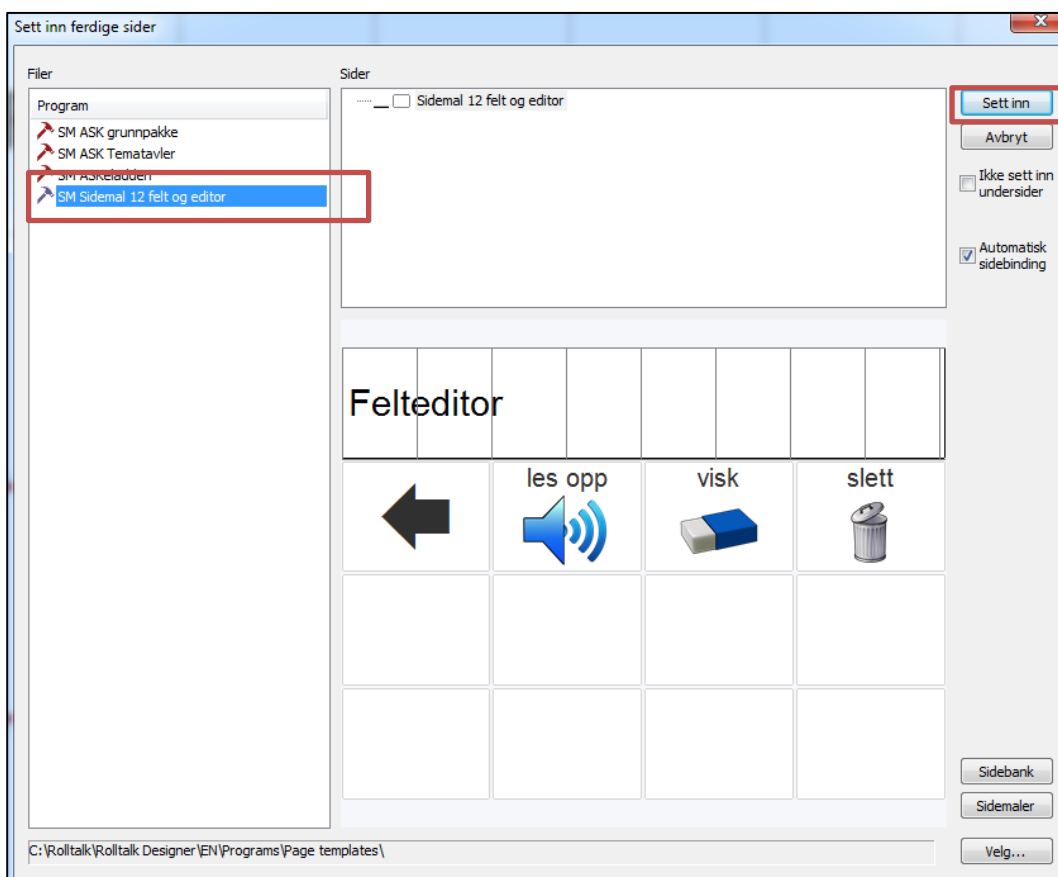 Sett inn ferdige sider
X
Filer
Program
SM ASK grunnpakke
SM ASK Tematavler
SM ASKeladden
SM Sidemal 12 felt og editor
Sider
Sidemal 12 felt og editor
Sett inn
Avbryt
Ikke sett inn
undersider
Automatisk
sidebinding
Felteditor
les opp
visk
slett
Sidebank
Sidemaler
C:\Rolltalk\Rolltalk Designer\EN\Programs\Page templates\
Velg...